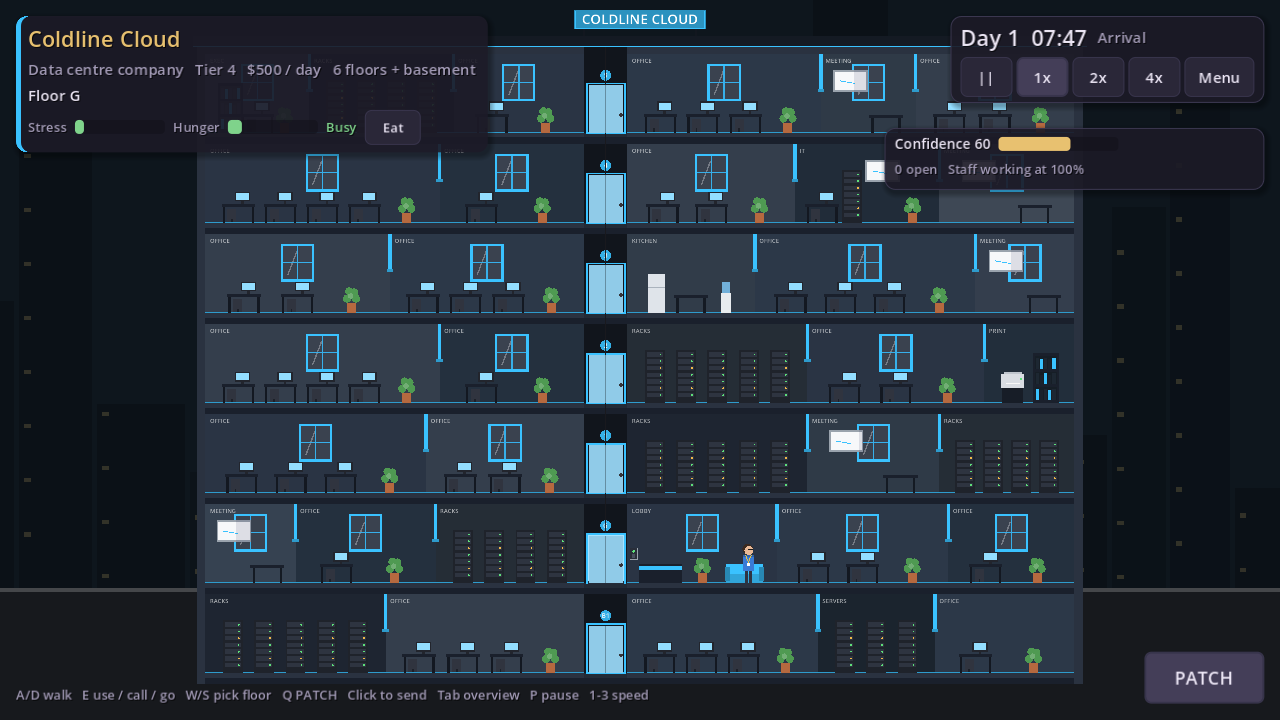 COLDLINE CLOUD
Coldline Cloud
Data centre company Tier 4 $500 / day 6 floors + basement
Floor G
Stress Hunger Busy Eat
Day 1 07:47 Arrival
|| 1x 2x 4x Menu
Confidence 60
0 open Staff working at 100%
OFFICE MEETING OFFICE
OFFICE IT
OFFICE OFFICE KITCHEN OFFICE MEETING
OFFICE OFFICE RACKS OFFICE PRINT
OFFICE OFFICE RACKS MEETING RACKS
MEETING OFFICE RACKS LOBBY OFFICE OFFICE
RACKS OFFICE B1 OFFICE SERVERS OFFICE
PATCH
A/D walk E use / call / go W/S pick floor Q PATCH Click to send Tab overview P pause 1-3 speed